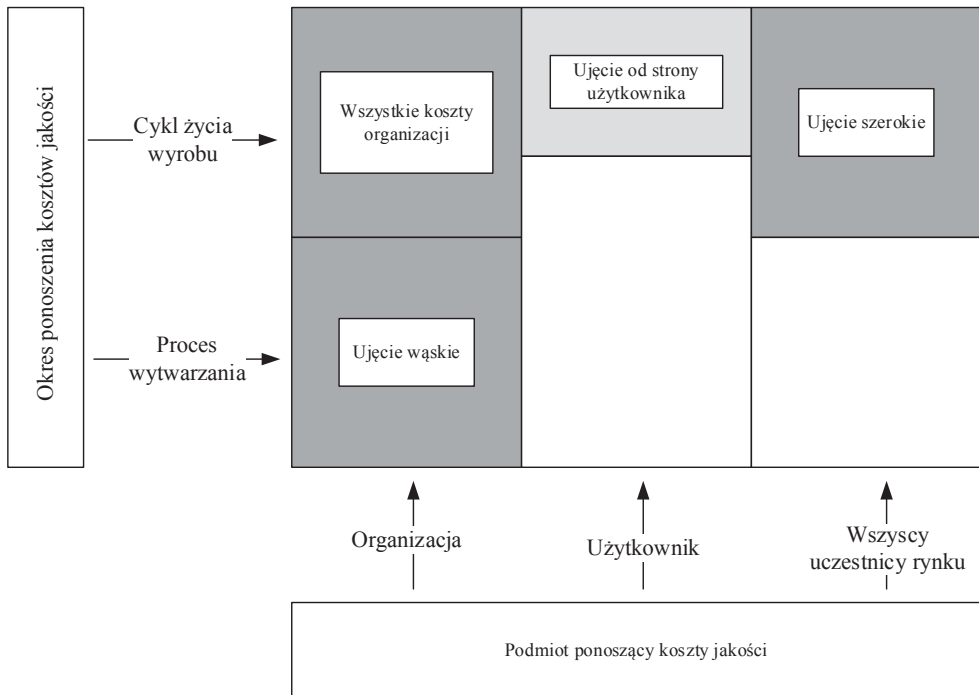 Okres ponoszenia kosztów jakości
Cykl życia
wyrobu
Wszystkie koszty
organizacji
Ujęcie od strony
użytkownika
Ujęcie szerokie
Proces
wytwarzania
Ujęcie wąskie
Organizacja
Użytkownik
Wszyscy
uczestnicy rynku
Podmiot ponoszący koszty jakości